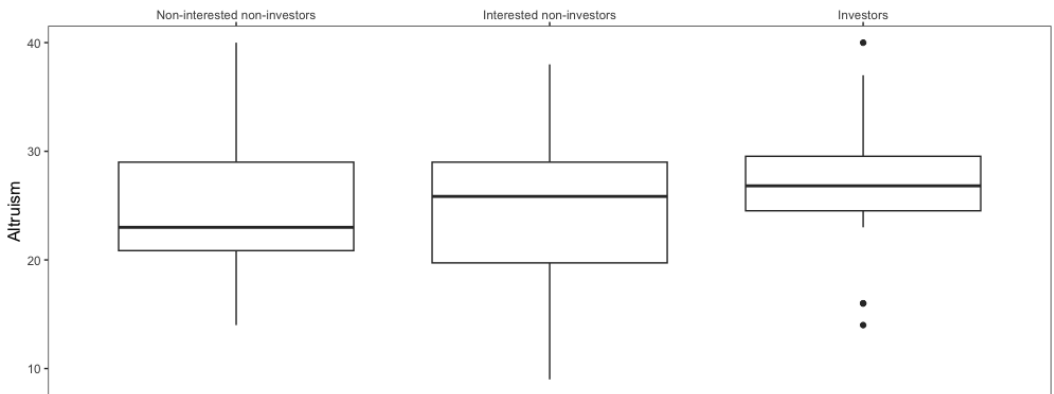 Non-interested non-investors
Interested non-investors
Investors
Altruism
40
30
20
10